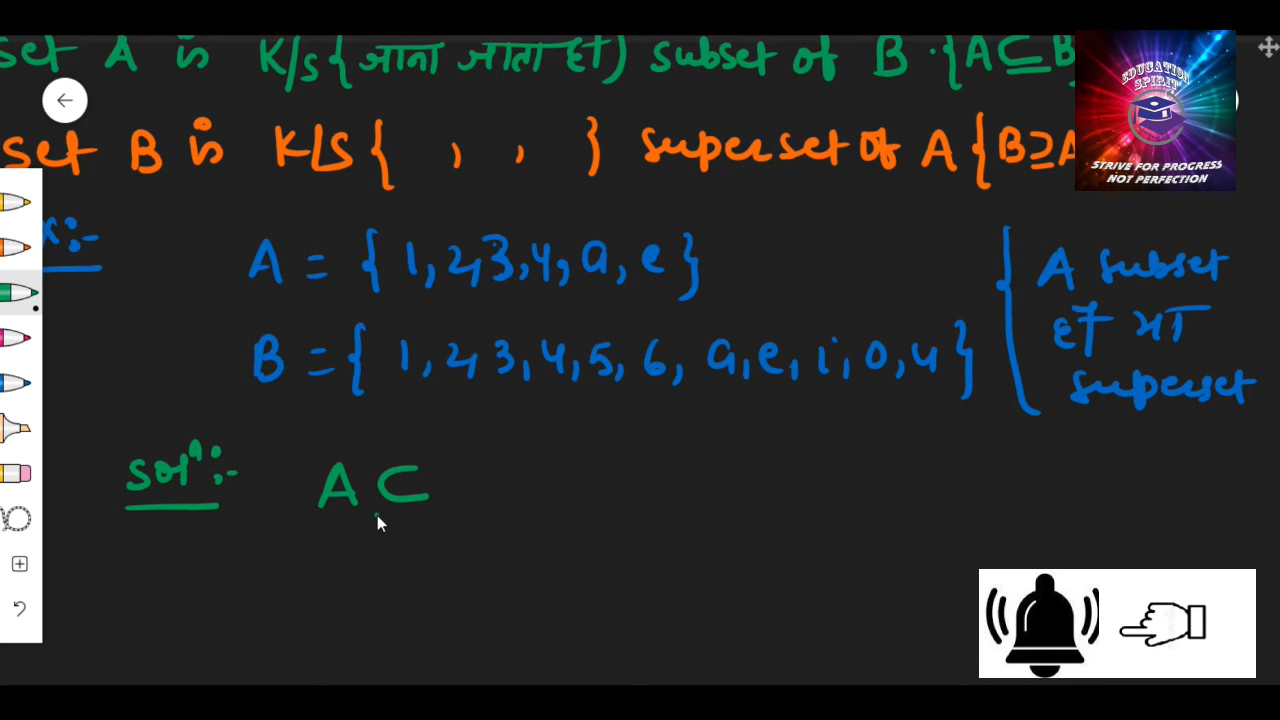 set A is K/s {जाना जाता है) subset of B . {A⊆B
EDUCATION SPIRIT
STRIVE FOR PROGRESS
NOT PERFECTION
set B is K/s { , , } superset of A {B⊇A
x:-
A = { 1, 2, 3, 4, a, e }
B = { 1, 2, 3, 4, 5, 6, a, e, i, o, u }
{ A subset
है या
superset
solⁿ:- A ⊂